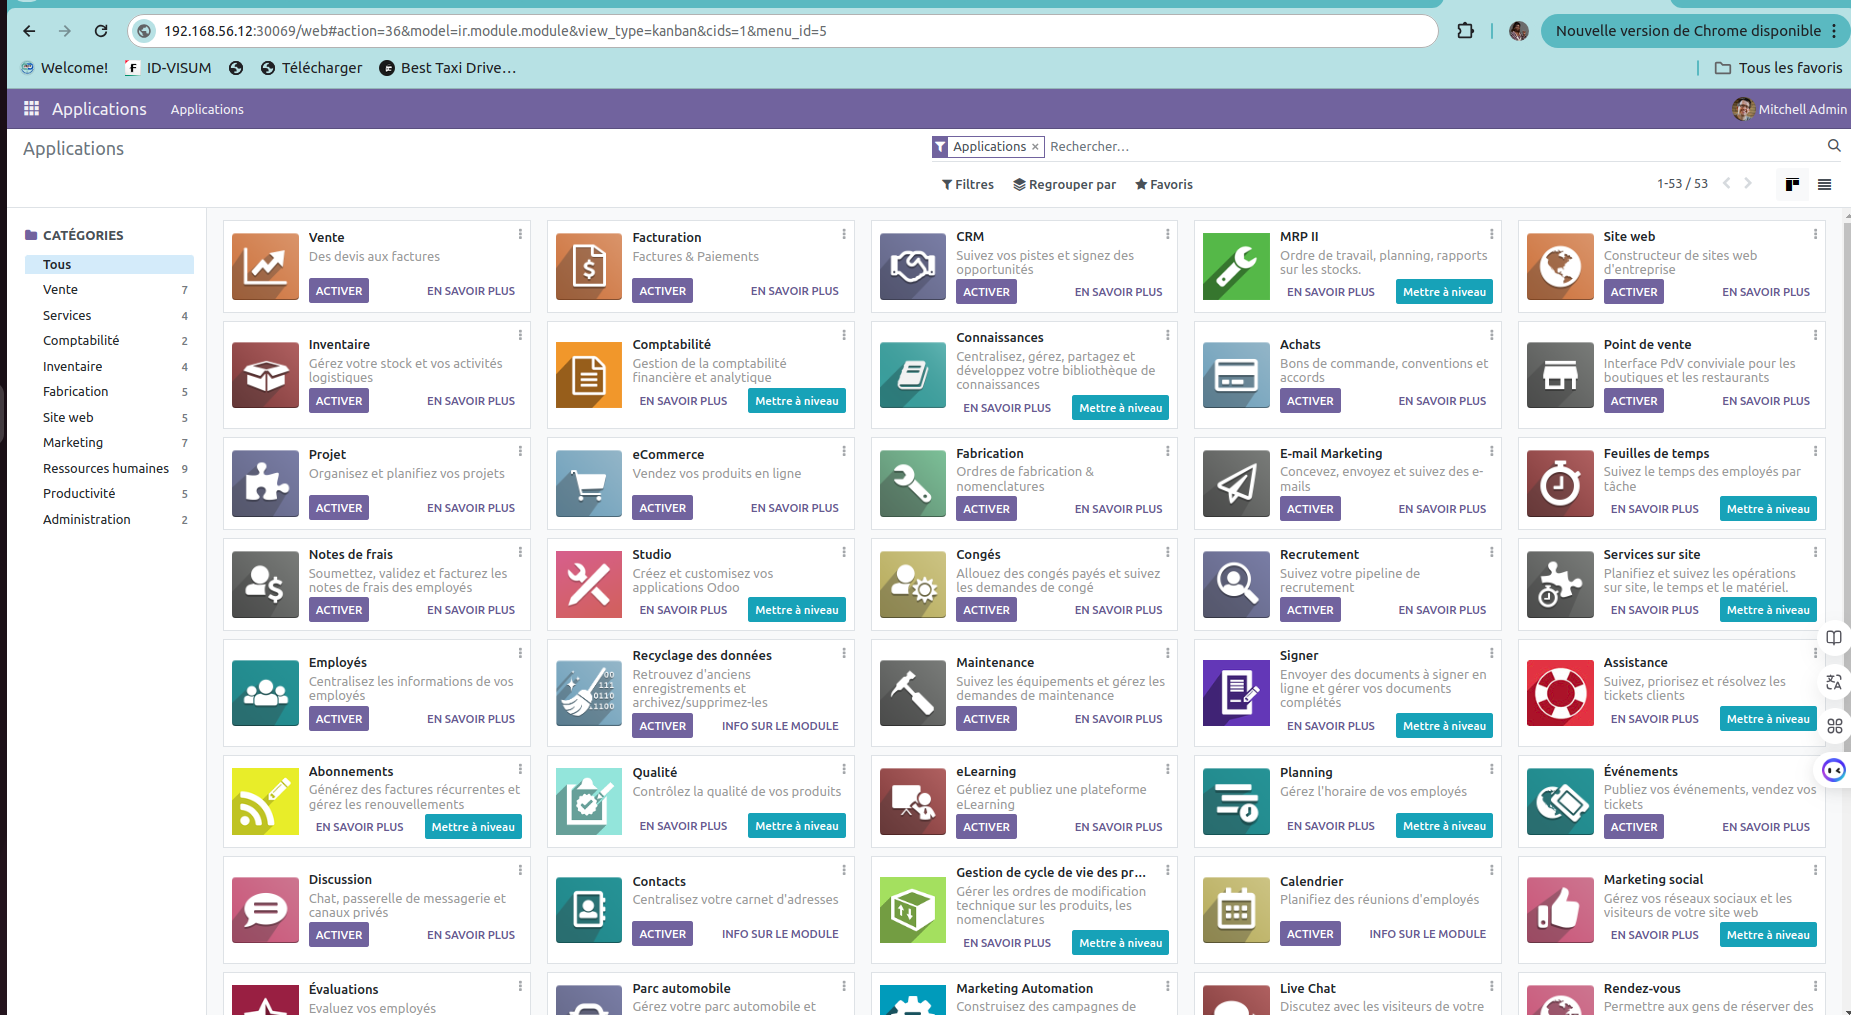 192.168.56.12:30069/web#action=36&model=ir.module.module&view_type=kanban&cids=1&menu_id=5
Nouvelle version de Chrome disponible
Welcome!
ID-VISUM
Télécharger
Best Taxi Drive…
Tous les favoris
Applications
Applications
Mitchell Admin
Applications
Applications ×
Rechercher...
Filtres
Regrouper par
Favoris
1-53 / 53
CATÉGORIES
Tous
Vente 7
Services 4
Comptabilité 2
Inventaire 4
Fabrication 5
Site web 5
Marketing 7
Ressources humaines 9
Productivité 5
Administration 2
Vente
Des devis aux factures
ACTIVER EN SAVOIR PLUS
Facturation
Factures & Paiements
ACTIVER EN SAVOIR PLUS
CRM
Suivez vos pistes et signez des
opportunités
ACTIVER EN SAVOIR PLUS
MRP II
Ordre de travail, planning, rapports
sur les stocks.
EN SAVOIR PLUS Mettre à niveau
Site web
Constructeur de sites web
d'entreprise
ACTIVER EN SAVOIR PLUS
Inventaire
Gérez votre stock et vos activités
logistiques
ACTIVER EN SAVOIR PLUS
Comptabilité
Gestion de la comptabilité
financière et analytique
EN SAVOIR PLUS Mettre à niveau
Connaissances
Centralisez, gérez, partagez et
développez votre bibliothèque de
connaissances
EN SAVOIR PLUS Mettre à niveau
Achats
Bons de commande, conventions et
accords
ACTIVER EN SAVOIR PLUS
Point de vente
Interface PdV conviviale pour les
boutiques et les restaurants
ACTIVER EN SAVOIR PLUS
Projet
Organisez et planifiez vos projets
ACTIVER EN SAVOIR PLUS
eCommerce
Vendez vos produits en ligne
ACTIVER EN SAVOIR PLUS
Fabrication
Ordres de fabrication &
nomenclatures
ACTIVER EN SAVOIR PLUS
E-mail Marketing
Concevez, envoyez et suivez des e-
mails
ACTIVER EN SAVOIR PLUS
Feuilles de temps
Suivez le temps des employés par
tâche
EN SAVOIR PLUS Mettre à niveau
Notes de frais
Soumettez, validez et facturez les
notes de frais des employés
ACTIVER EN SAVOIR PLUS
Studio
Créez et customisez vos
applications Odoo
EN SAVOIR PLUS Mettre à niveau
Congés
Allouez des congés payés et suivez
les demandes de congé
ACTIVER EN SAVOIR PLUS
Recrutement
Suivez votre pipeline de
recrutement
ACTIVER EN SAVOIR PLUS
Services sur site
Planifiez et suivez les opérations
sur site, le temps et le matériel.
EN SAVOIR PLUS Mettre à niveau
Employés
Centralisez les informations de vos
employés
ACTIVER EN SAVOIR PLUS
Recyclage des données
Retrouvez d'anciens
enregistrements et
archivez/supprimez-les
ACTIVER INFO SUR LE MODULE
Maintenance
Suivez les équipements et gérez les
demandes de maintenance
ACTIVER EN SAVOIR PLUS
Signer
Envoyer des documents à signer en
ligne et gérer vos documents
complétés
EN SAVOIR PLUS Mettre à niveau
Assistance
Suivez, priorisez et résolvez les
tickets clients
EN SAVOIR PLUS Mettre à niveau
Abonnements
Générez des factures récurrentes et
gérez les renouvellements
EN SAVOIR PLUS Mettre à niveau
Qualité
Contrôlez la qualité de vos produits
EN SAVOIR PLUS Mettre à niveau
eLearning
Gérez et publiez une plateforme
eLearning
ACTIVER EN SAVOIR PLUS
Planning
Gérez l'horaire de vos employés
EN SAVOIR PLUS Mettre à niveau
Événements
Publiez vos événements, vendez vos
tickets
ACTIVER EN SAVOIR PLUS
Discussion
Chat, passerelle de messagerie et
canaux privés
ACTIVER EN SAVOIR PLUS
Contacts
Centralisez votre carnet d'adresses
ACTIVER INFO SUR LE MODULE
Gestion de cycle de vie des pr...
Gérer les ordres de modification
technique sur les produits, les
nomenclatures
EN SAVOIR PLUS Mettre à niveau
Calendrier
Planifiez des réunions d'employés
ACTIVER INFO SUR LE MODULE
Marketing social
Gérez vos réseaux sociaux et les
visiteurs de votre site web
EN SAVOIR PLUS Mettre à niveau
Évaluations
Evaluez vos employés
Parc automobile
Gérez votre parc automobile et
Marketing Automation
Construisez des campagnes de
Live Chat
Discutez avec les visiteurs de votre
Rendez-vous
Permettre aux gens de réserver des